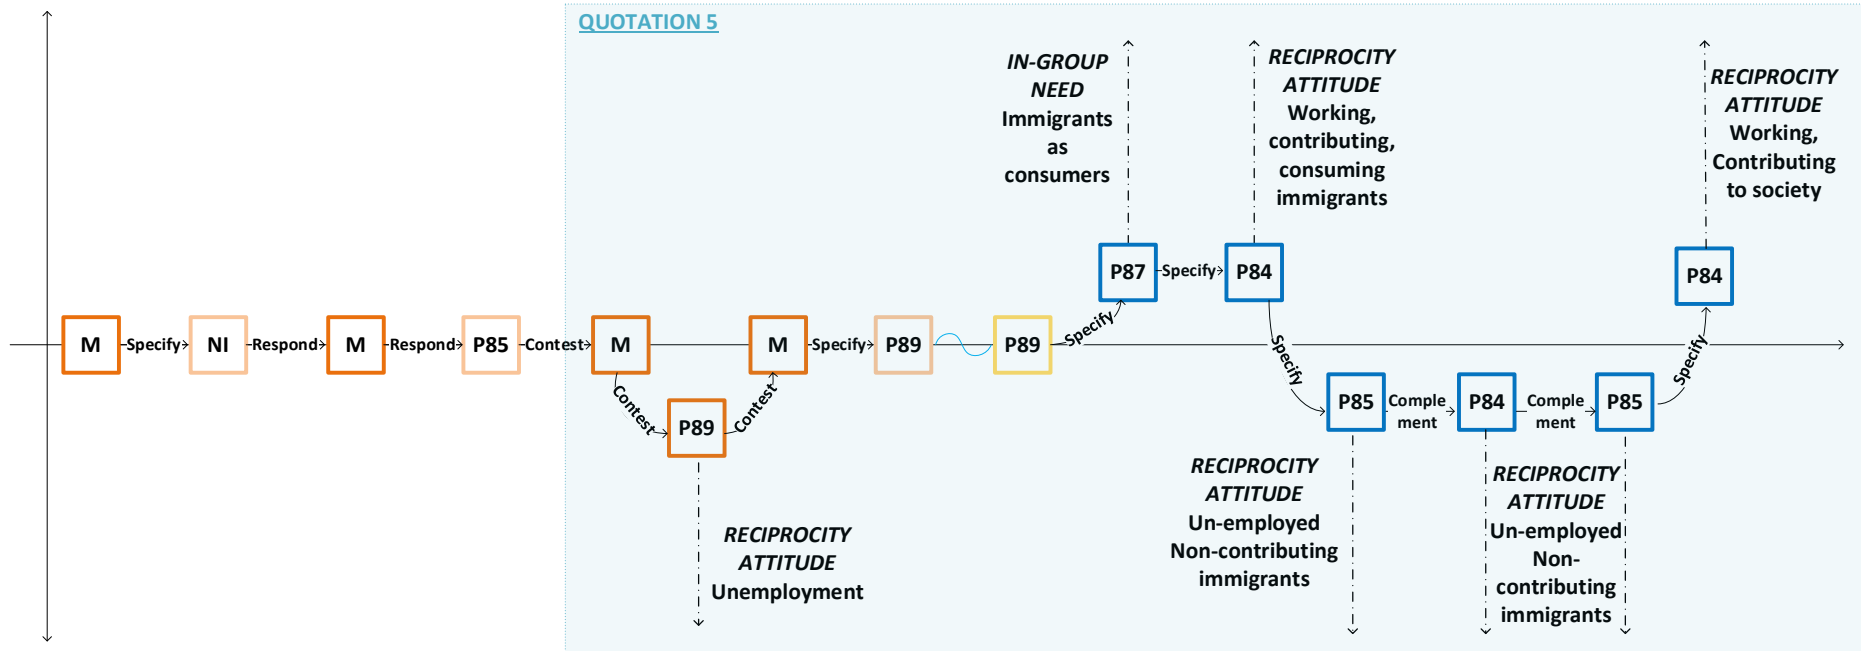 QUOTATION 5
M
Specify
NI
Respond
M
Respond
P85
Contest
M
Contest
P89
Contest
M
Specify
P89
P89
Specify
P87
Specify
P84
Specify
P85
Comple
ment
P84
Comple
ment
P85
Specify
P84
RECIPROCITY
ATTITUDE
Unemployment
IN-GROUP
NEED
Immigrants
as
consumers
RECIPROCITY
ATTITUDE
Working,
contributing,
consuming
immigrants
RECIPROCITY
ATTITUDE
Un-employed
Non-contributing
immigrants
RECIPROCITY
ATTITUDE
Un-employed
Non-
contributing
immigrants
RECIPROCITY
ATTITUDE
Working,
Contributing
to society